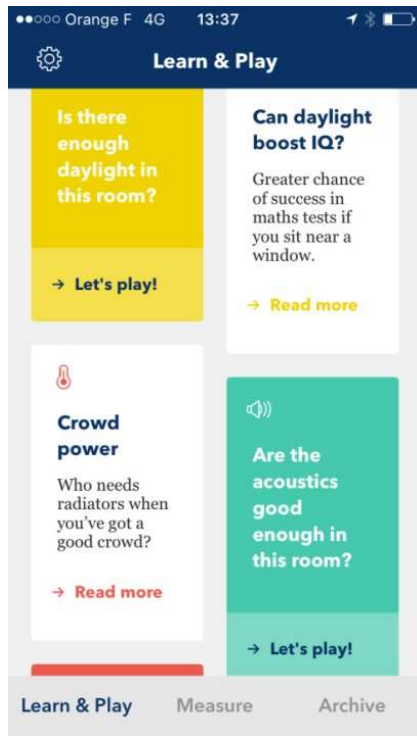 Orange F 4G 13:37
Learn & Play
Is there
enough
daylight in
this room?
→ Let's play!
Can daylight
boost IQ?
Greater chance
of success in
maths tests if
you sit near a
window.
→ Read more
Crowd
power
Who needs
radiators when
you've got a
good crowd?
→ Read more
Are the
acoustics
good
enough in
this room?
→ Let's play!
Learn & Play Measure Archive